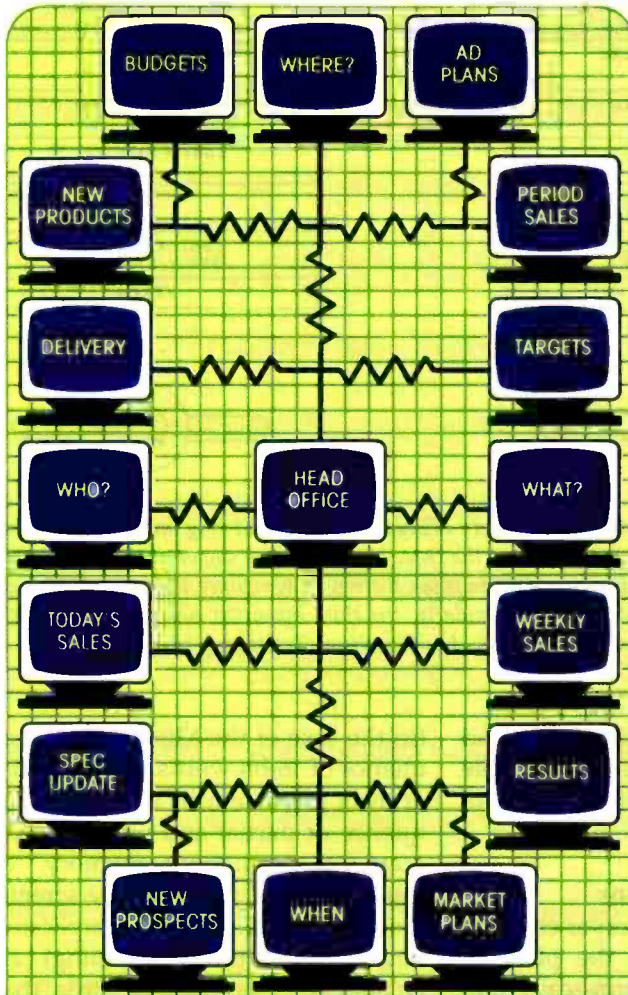 BUDGETS
WHERE?
AD
PLANS
NEW
PRODUCTS
PERIOD
SALES
DELIVERY
TARGETS
WHO?
HEAD
OFFICE
WHAT?
TODAY'S
SALES
WEEKLY
SALES
SPEC
UPDATE
RESULTS
NEW
PROSPECTS
WHEN
MARKET
PLANS